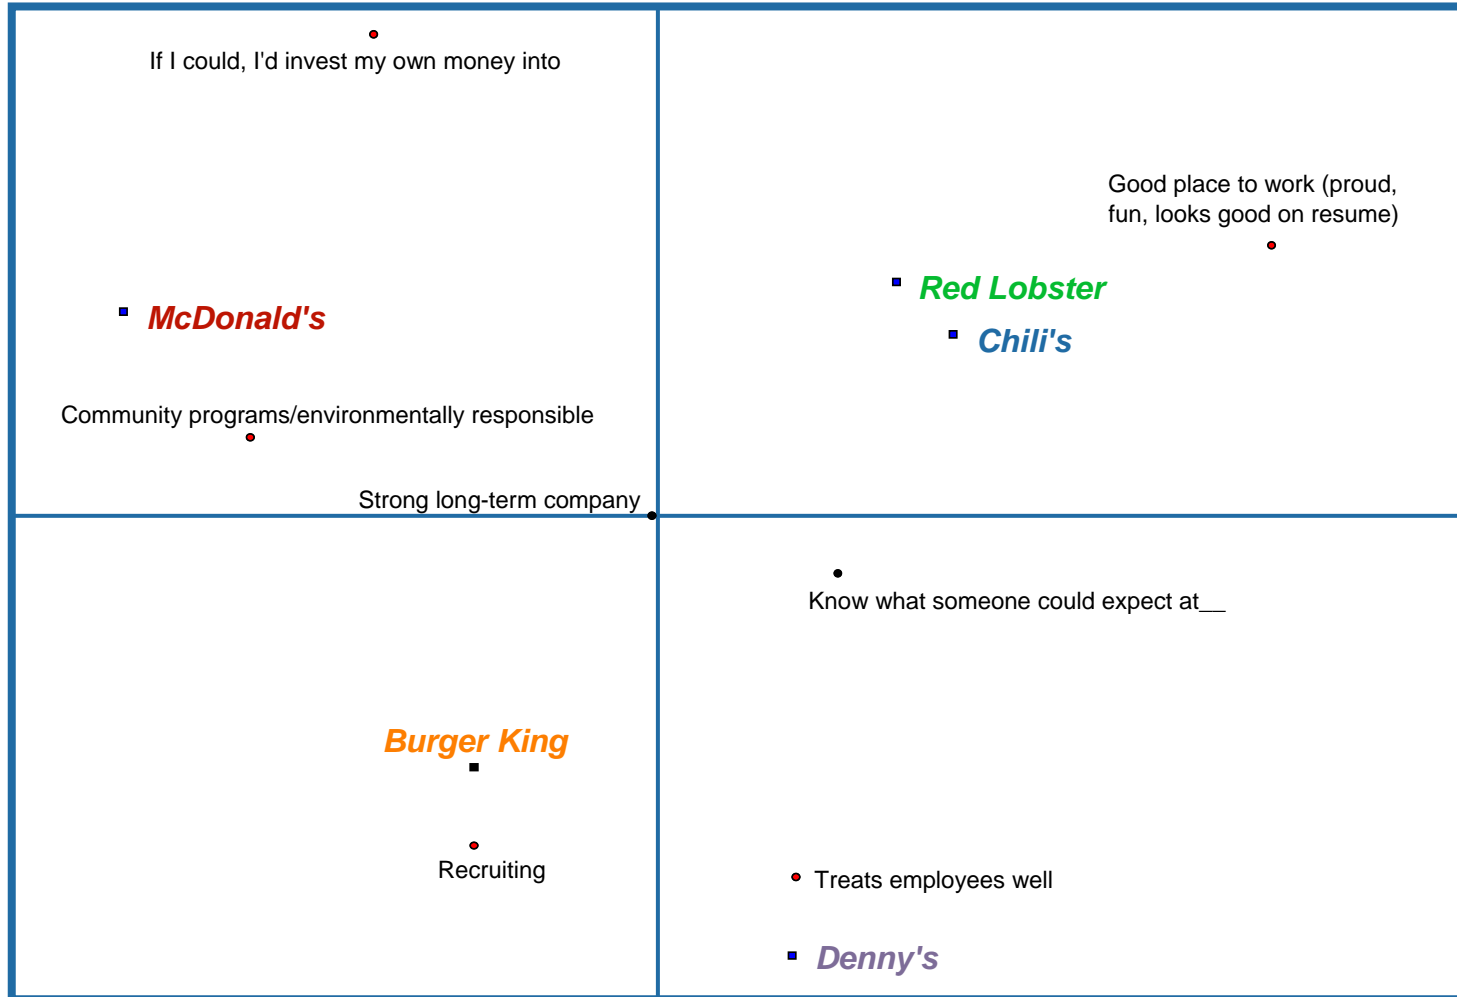 If I could, I'd invest my own money into
Good place to work (proud,
fun, looks good on resume)
Red Lobster
McDonald's
Chili's
Community programs/environmentally responsible
Strong long-term company
Know what someone could expect at__
Burger King
Recruiting
Treats employees well
Denny's